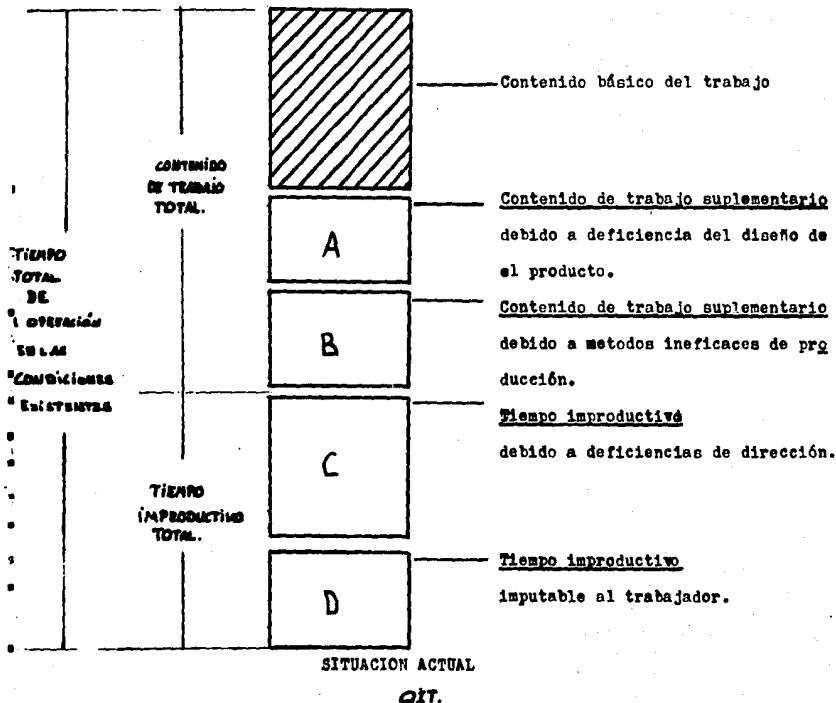 Contenido básico del trabajo
CONTENIDO
DE TRABAJO
TOTAL.
A
Contenido de trabajo suplementario
debido a deficiencia del diseño de
el producto.
TIEMPO
TOTAL
DE
OPERACIÓN
EN LAS
CONDICIONES
EXISTENTES
B
Contenido de trabajo suplementario
debido a metodos ineficaces de pro
ducción.
C
Tiempo improductivo
debido a deficiencias de dirección.
TIEMPO
IMPRODUCTIVO
TOTAL.
D
Tiempo improductivo
imputable al trabajador.
SITUACION ACTUAL
OIT.